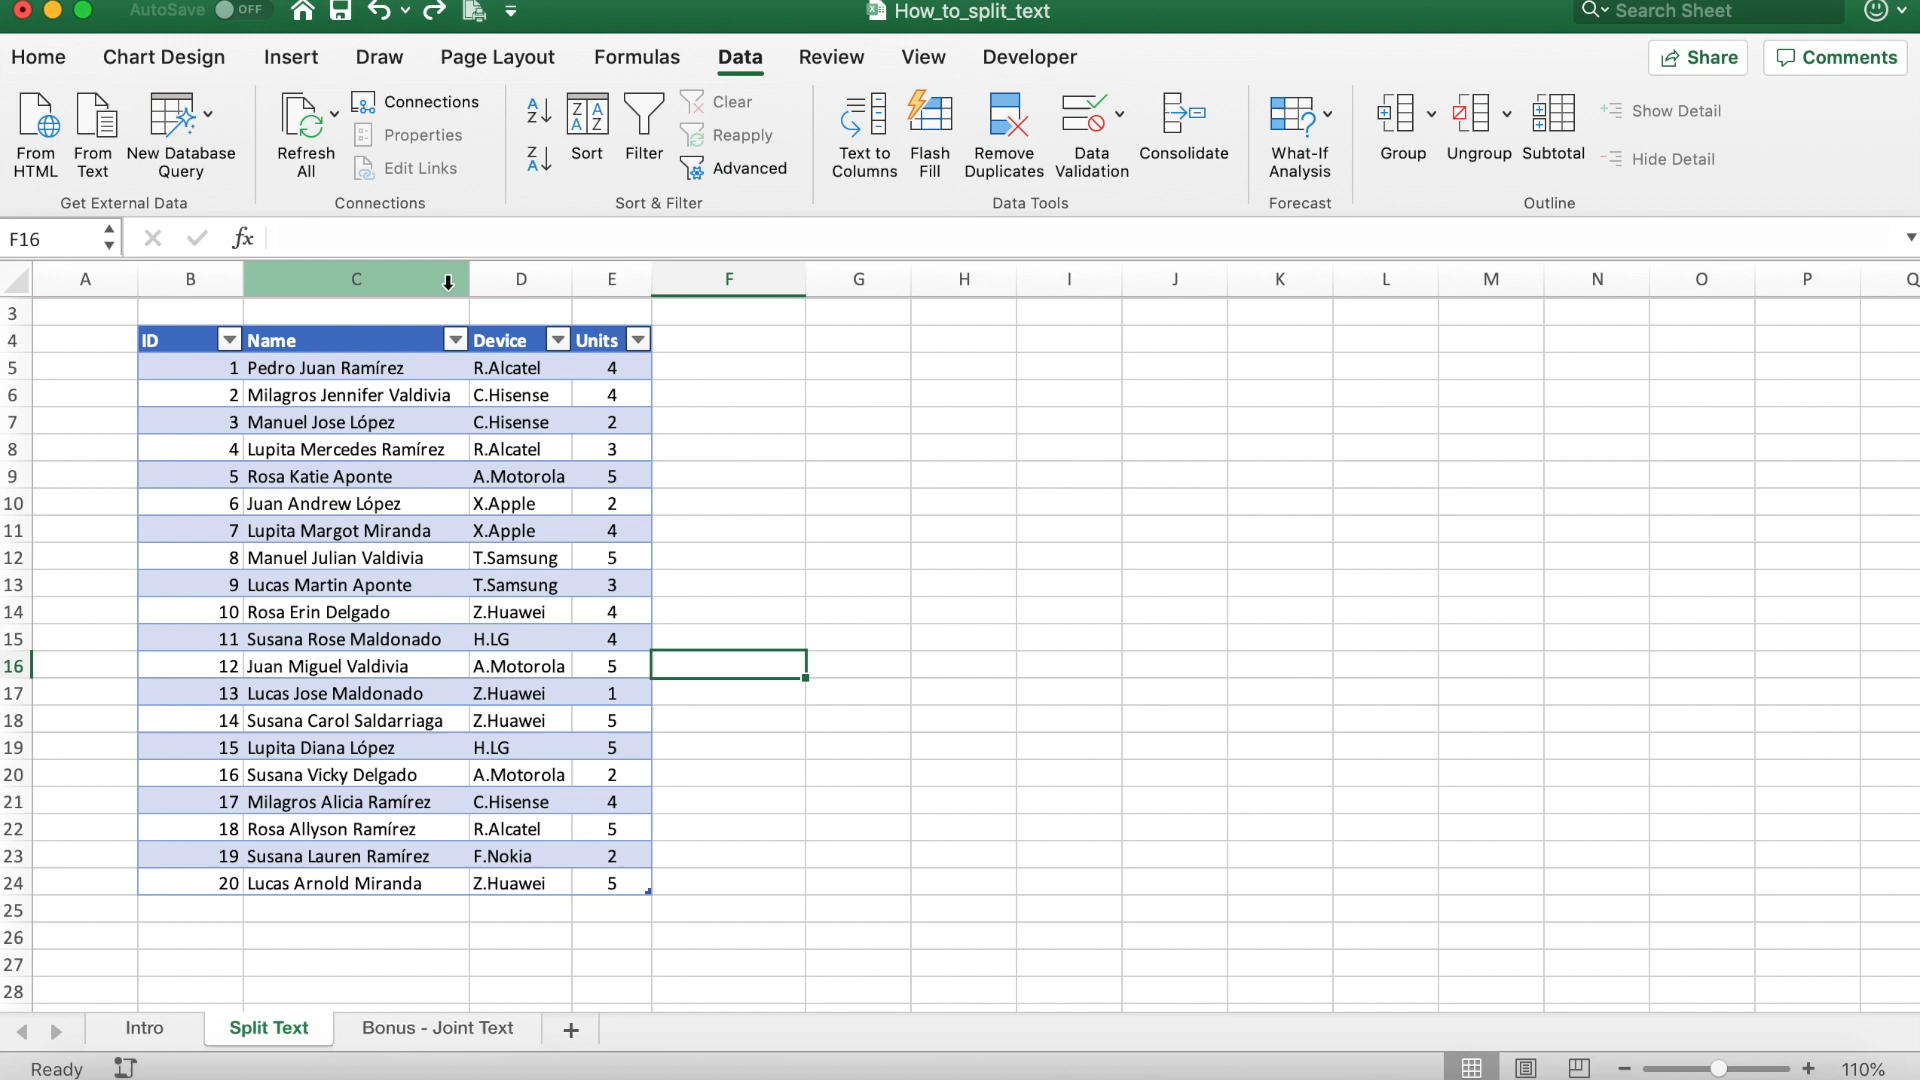 AutoSave OFF How_to_split_text Search Sheet
Home Chart Design Insert Draw Page Layout Formulas Data Review View Developer Share Comments
From HTML From Text New Database Query Refresh All Connections Properties Edit Links Sort Filter Clear Reapply Advanced Text to Columns Flash Fill Remove Duplicates Data Validation Consolidate What-If Analysis Group Ungroup Subtotal Show Detail Hide Detail
Get External Data Connections Sort & Filter Data Tools Forecast Outline
F16 fx
A B C D E F G H I J K L M N O P Q
3
4 ID Name Device Units
5 1 Pedro Juan Ramírez R.Alcatel 4
6 2 Milagros Jennifer Valdivia C.Hisense 4
7 3 Manuel Jose López C.Hisense 2
8 4 Lupita Mercedes Ramírez R.Alcatel 3
9 5 Rosa Katie Aponte A.Motorola 5
10 6 Juan Andrew López X.Apple 2
11 7 Lupita Margot Miranda X.Apple 4
12 8 Manuel Julian Valdivia T.Samsung 5
13 9 Lucas Martin Aponte T.Samsung 3
14 10 Rosa Erin Delgado Z.Huawei 4
15 11 Susana Rose Maldonado H.LG 4
16 12 Juan Miguel Valdivia A.Motorola 5
17 13 Lucas Jose Maldonado Z.Huawei 1
18 14 Susana Carol Saldarriaga Z.Huawei 5
19 15 Lupita Diana López H.LG 5
20 16 Susana Vicky Delgado A.Motorola 2
21 17 Milagros Alicia Ramírez C.Hisense 4
22 18 Rosa Allyson Ramírez R.Alcatel 5
23 19 Susana Lauren Ramírez F.Nokia 2
24 20 Lucas Arnold Miranda Z.Huawei 5
25
26
27
28
Intro Split Text Bonus - Joint Text +
Ready 110%